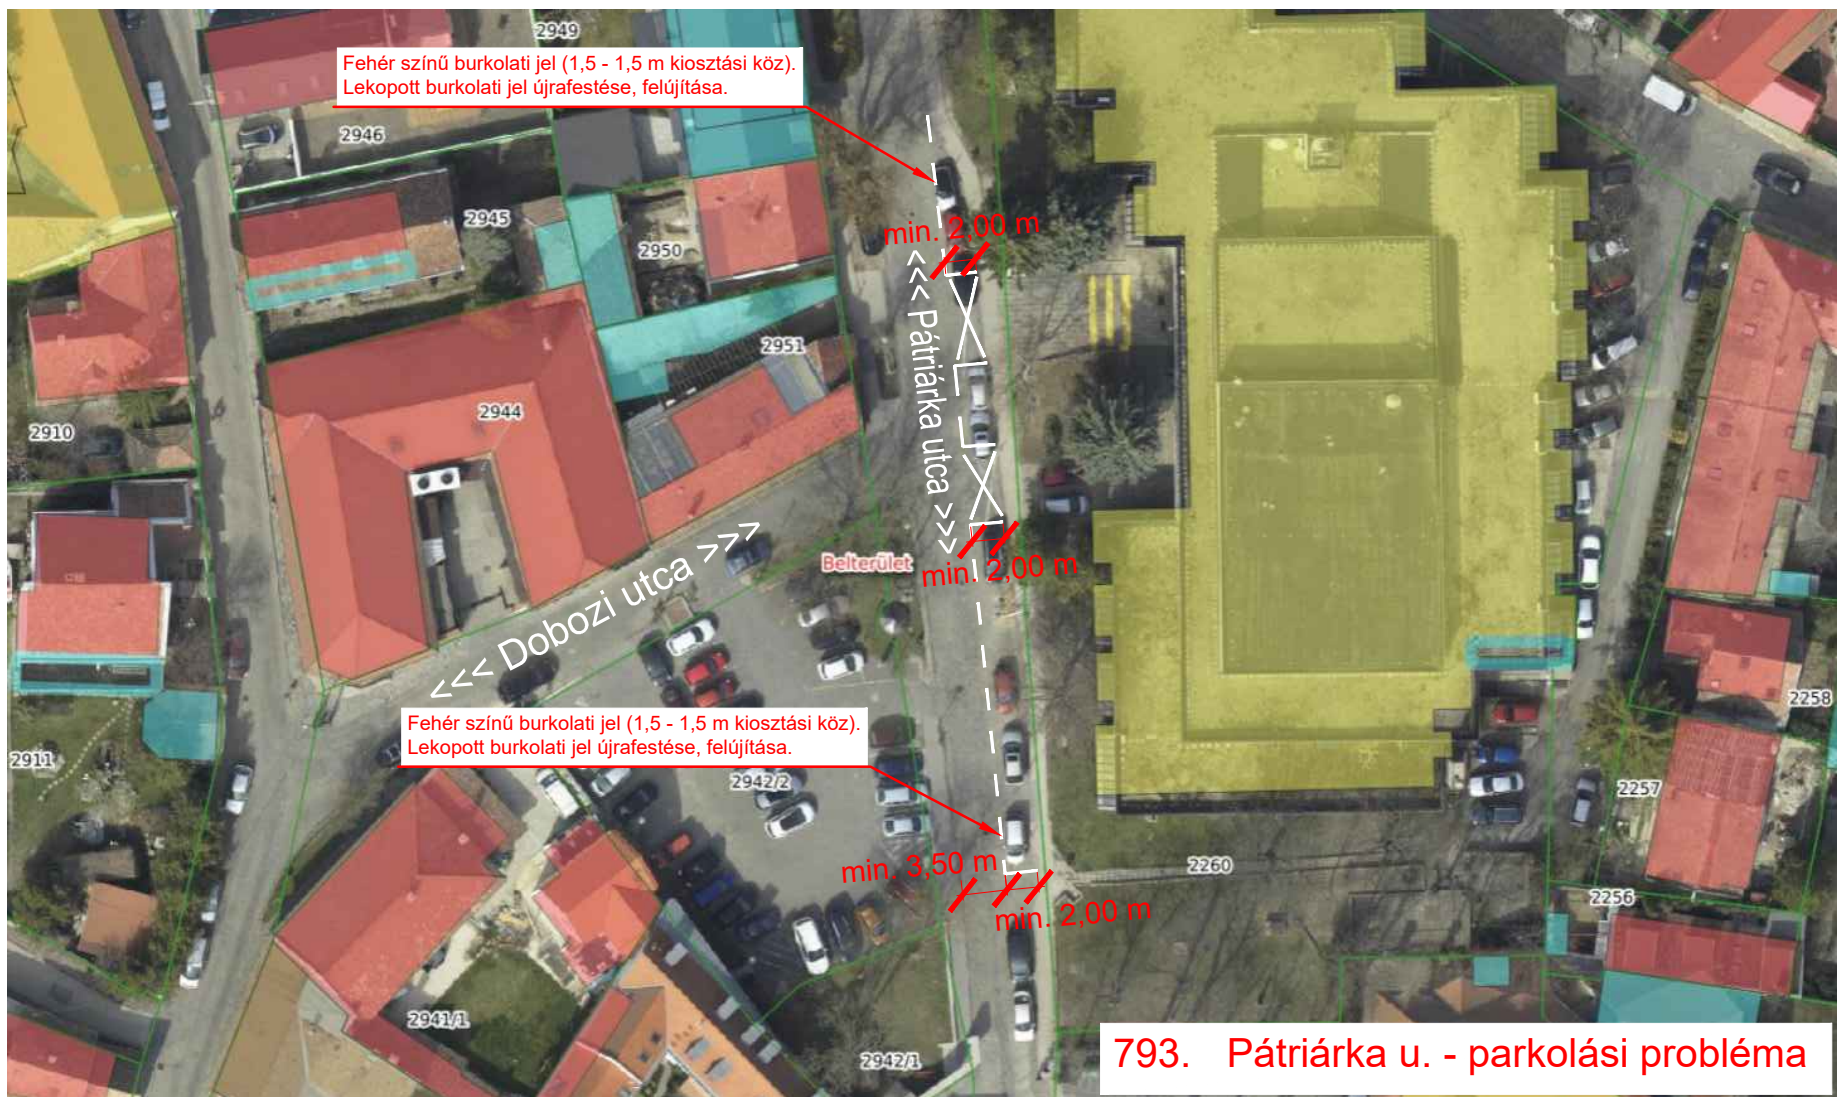 2949
Fehér színű burkolati jel (1,5 - 1,5 m kiosztási köz).
Lekopott burkolati jel újrafestése, felújítása.
2946
2945
min. 2,00 m
2950
<<< Pátriárka utca >>>
2951
2944
2910
<<< Dobozi utca >>>
Belterület
min. 2,00 m
2258
Fehér színű burkolati jel (1,5 - 1,5 m kiosztási köz).
Lekopott burkolati jel újrafestése, felújítása.
2911
2942/2
2257
min. 3,50 m
2260
min. 2,00 m
2256
2941/1
2942/1
793. Pátriárka u. - parkolási probléma